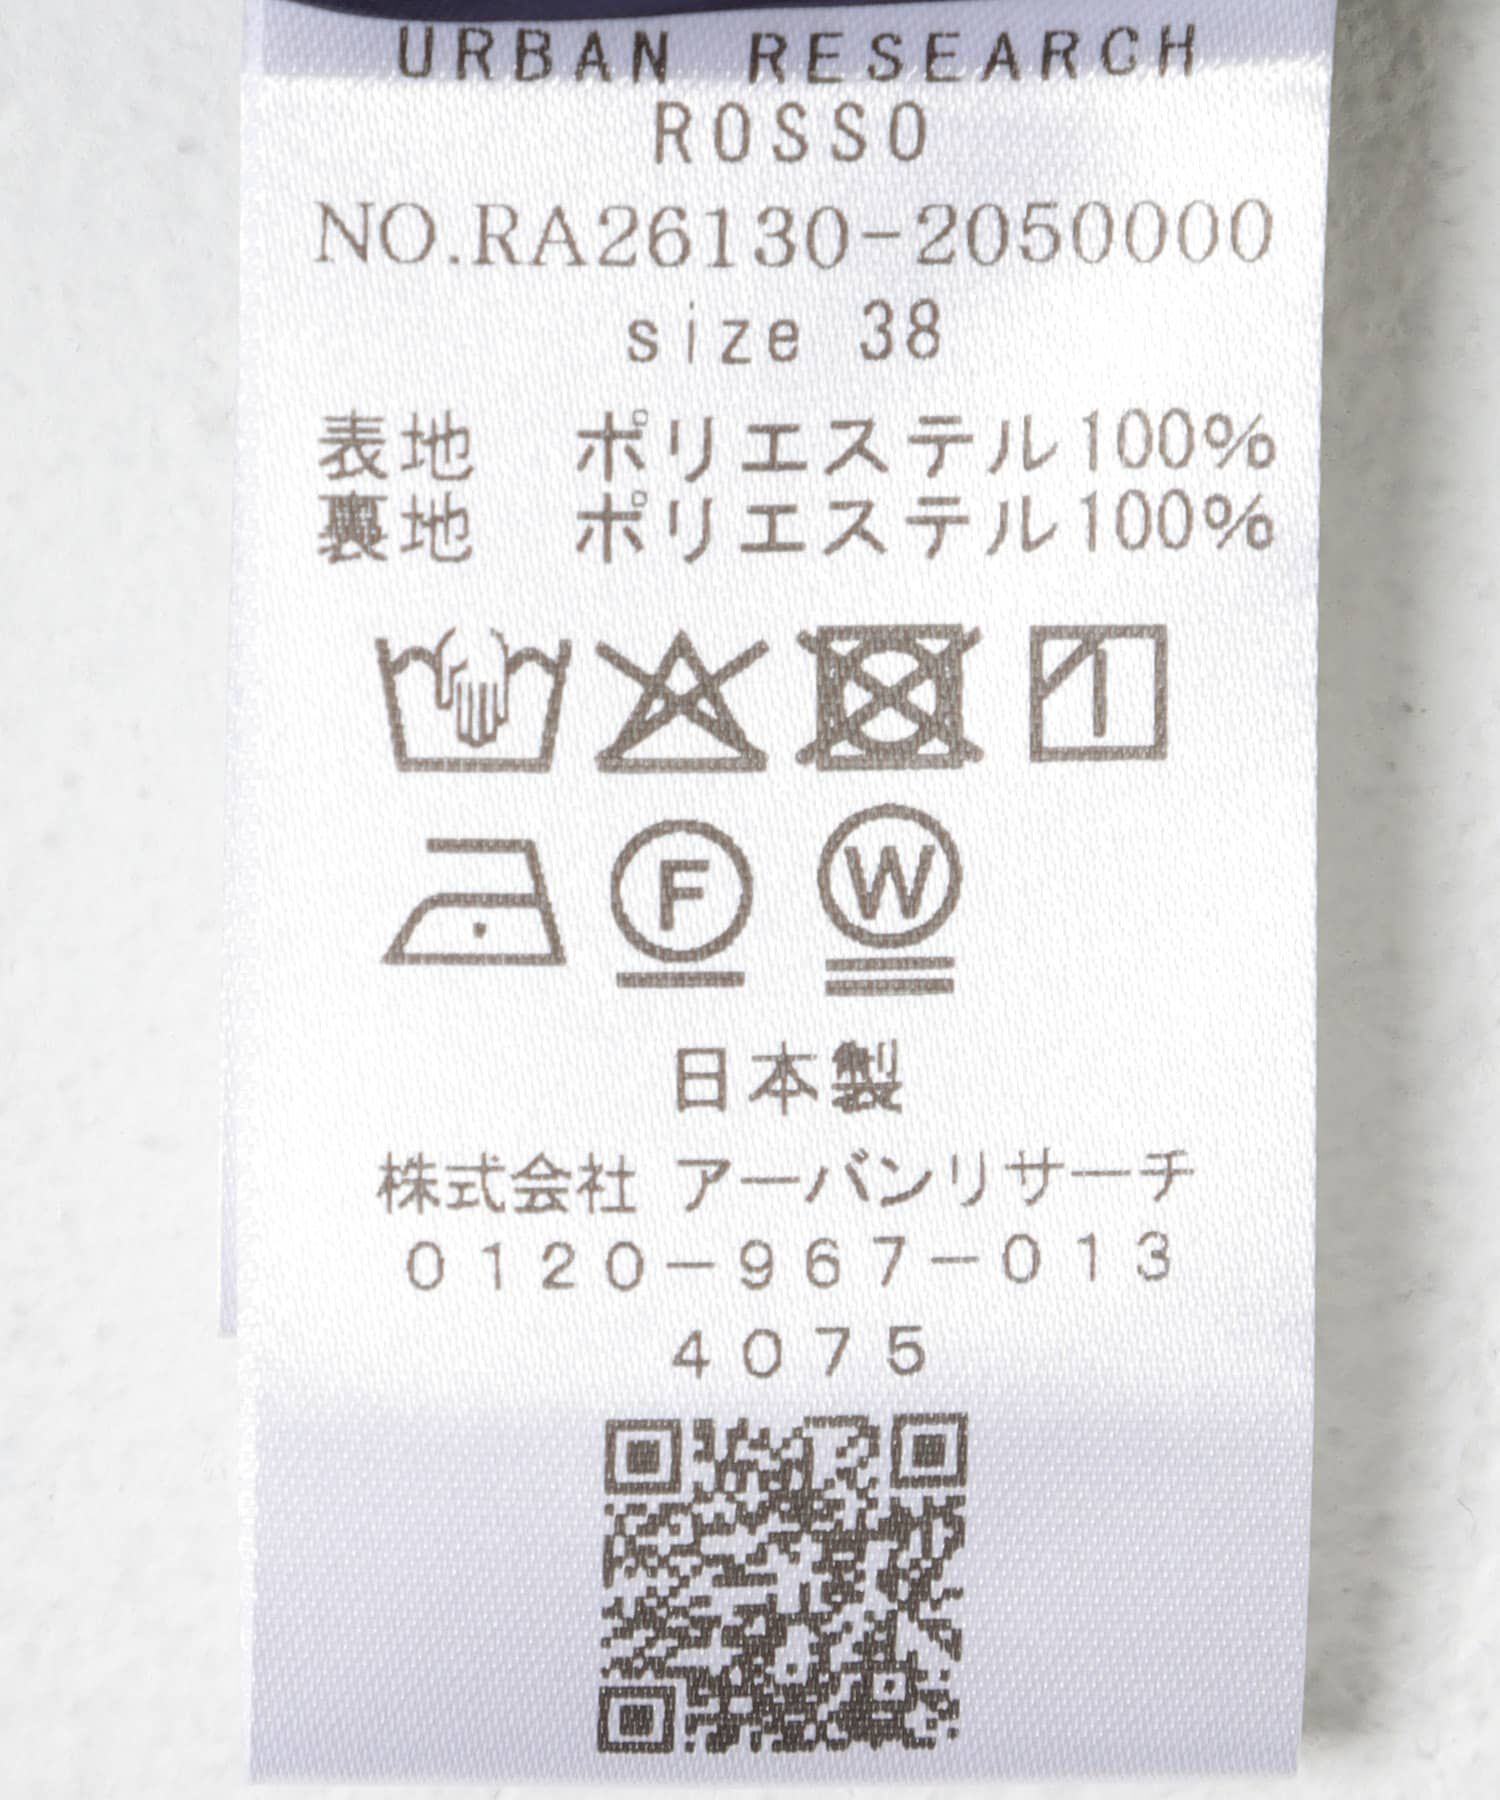 URBAN RESEARCH
ROSSO
NO.RA26130-2050000
size 38
表地 ポリエステル100%
裏地 ポリエステル100%
F W
日本製
株式会社 アーバンリサーチ
0120-967-013
4075